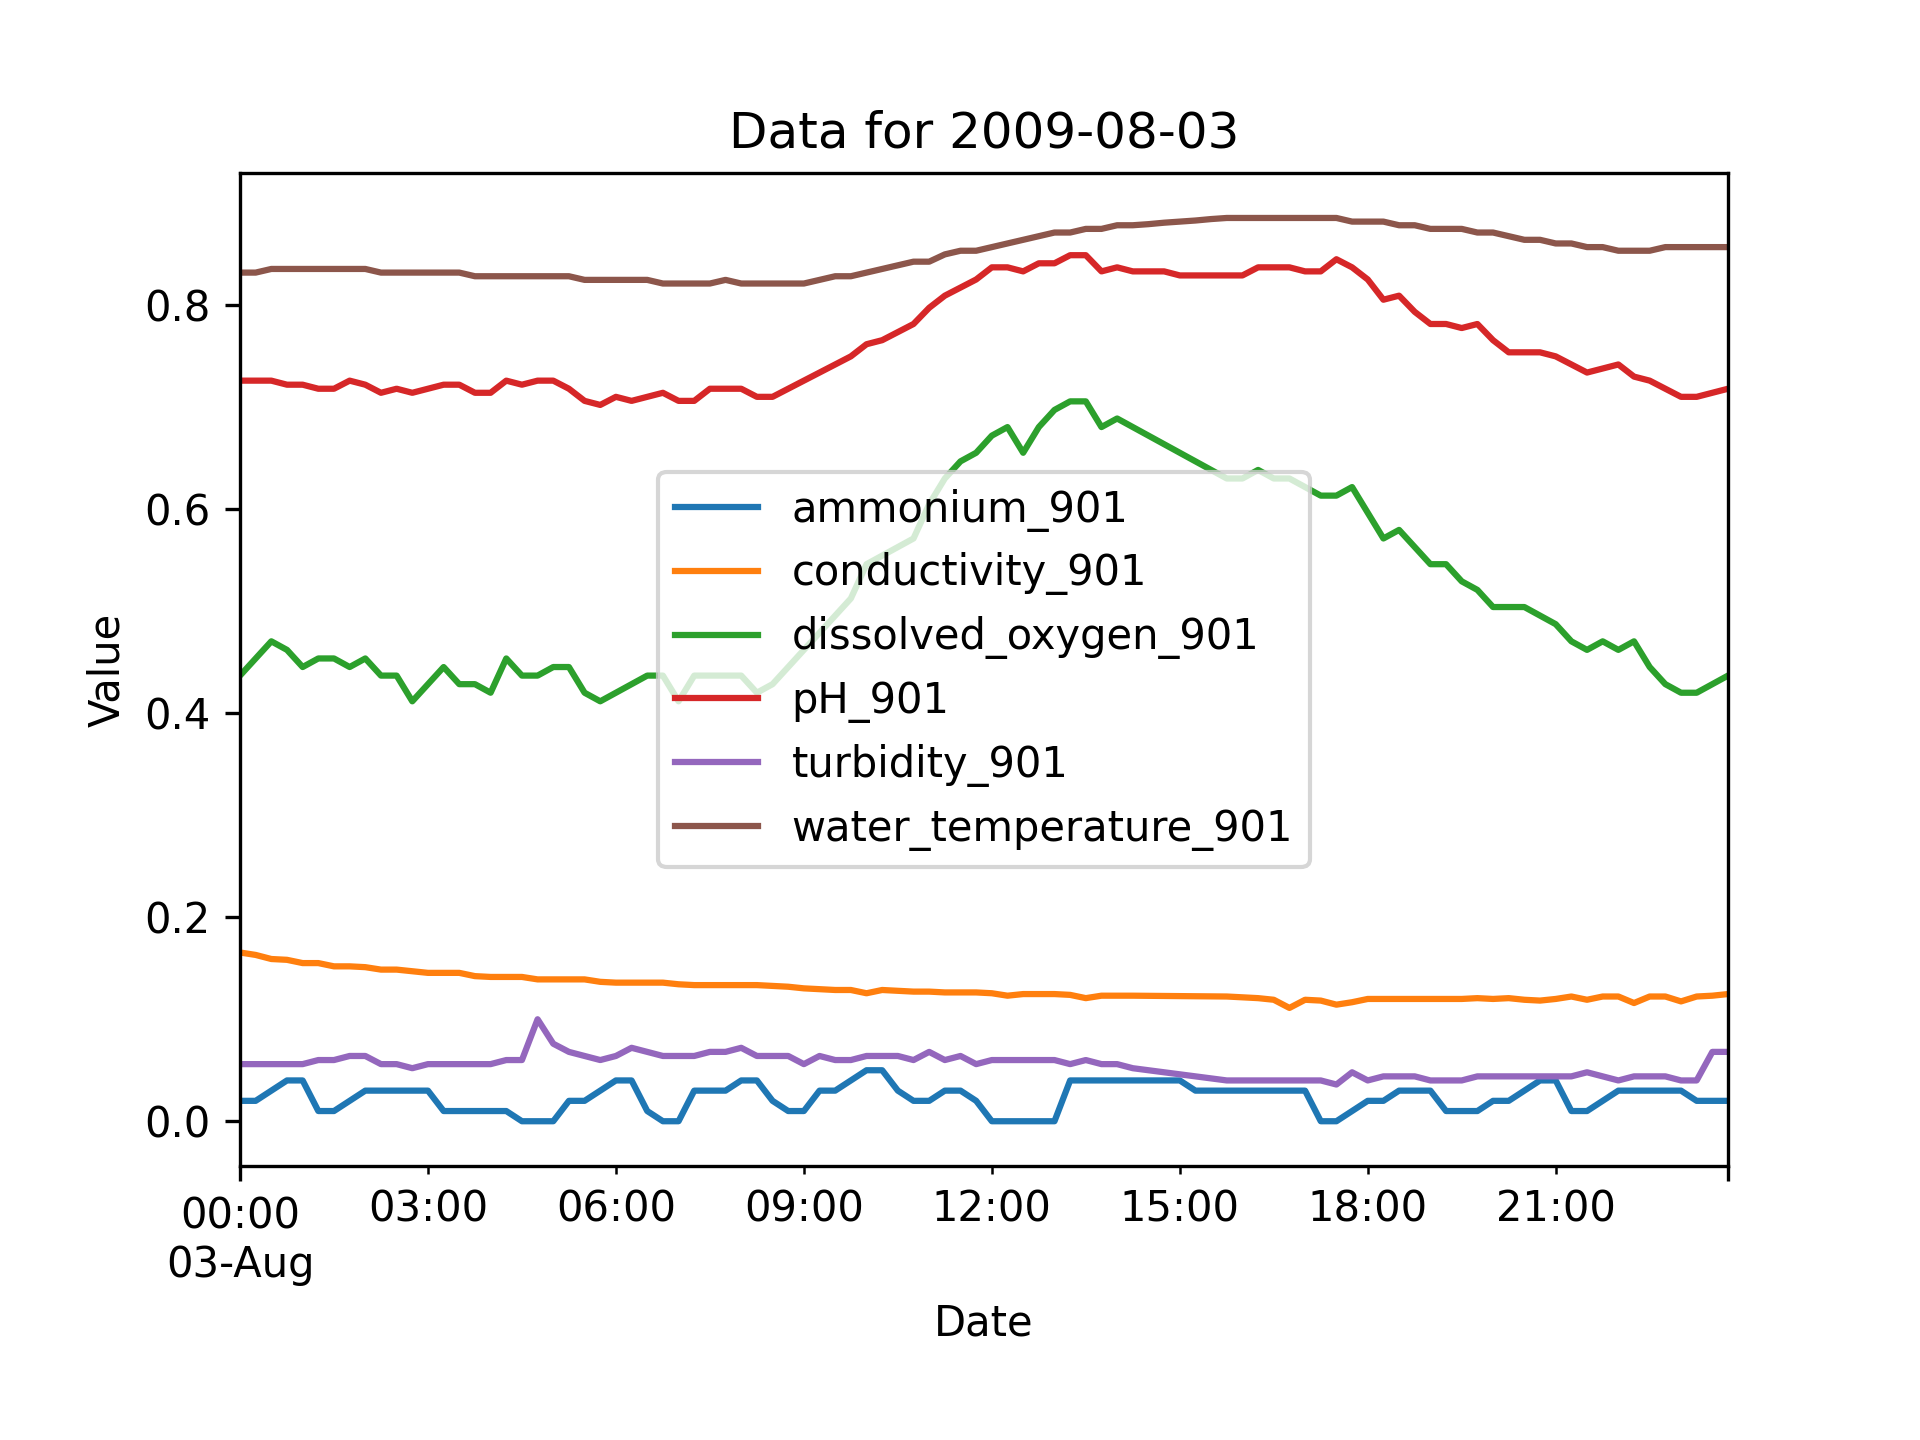 Data for 2009-08-03
Value
0.8
0.6
0.4
0.2
0.0
ammonium_901
conductivity_901
dissolved_oxygen_901
pH_901
turbidity_901
water_temperature_901
00:00 03:00 06:00 09:00 12:00 15:00 18:00 21:00
03-Aug
Date